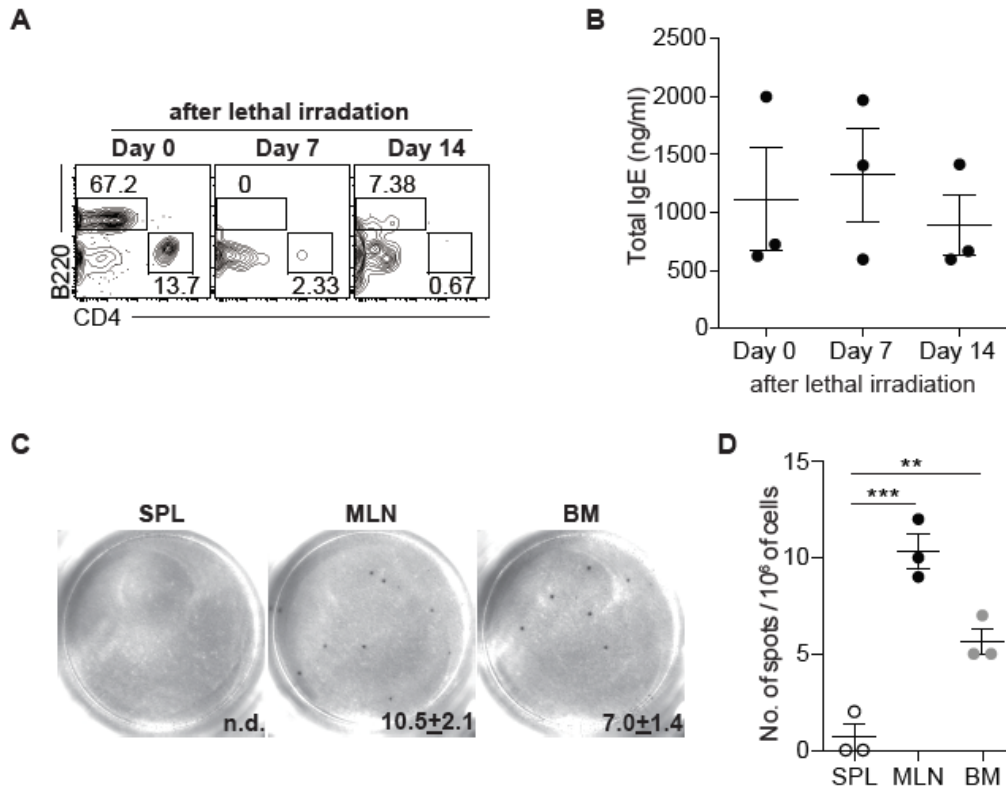 A
after lethal irradation
Day 0 Day 7 Day 14
67.2 0 7.38
13.7 2.33 0.67
B220
CD4
B
2500
2000
1500
1000
500
0
Total IgE (ng/ml)
Day 0 Day 7 Day 14
after lethal irradiation
C
SPL MLN BM
n.d. 10.5±2.1 7.0±1.4
D
15
10
5
0
No. of spots / 10⁶ of cells
**
***
SPL MLN BM